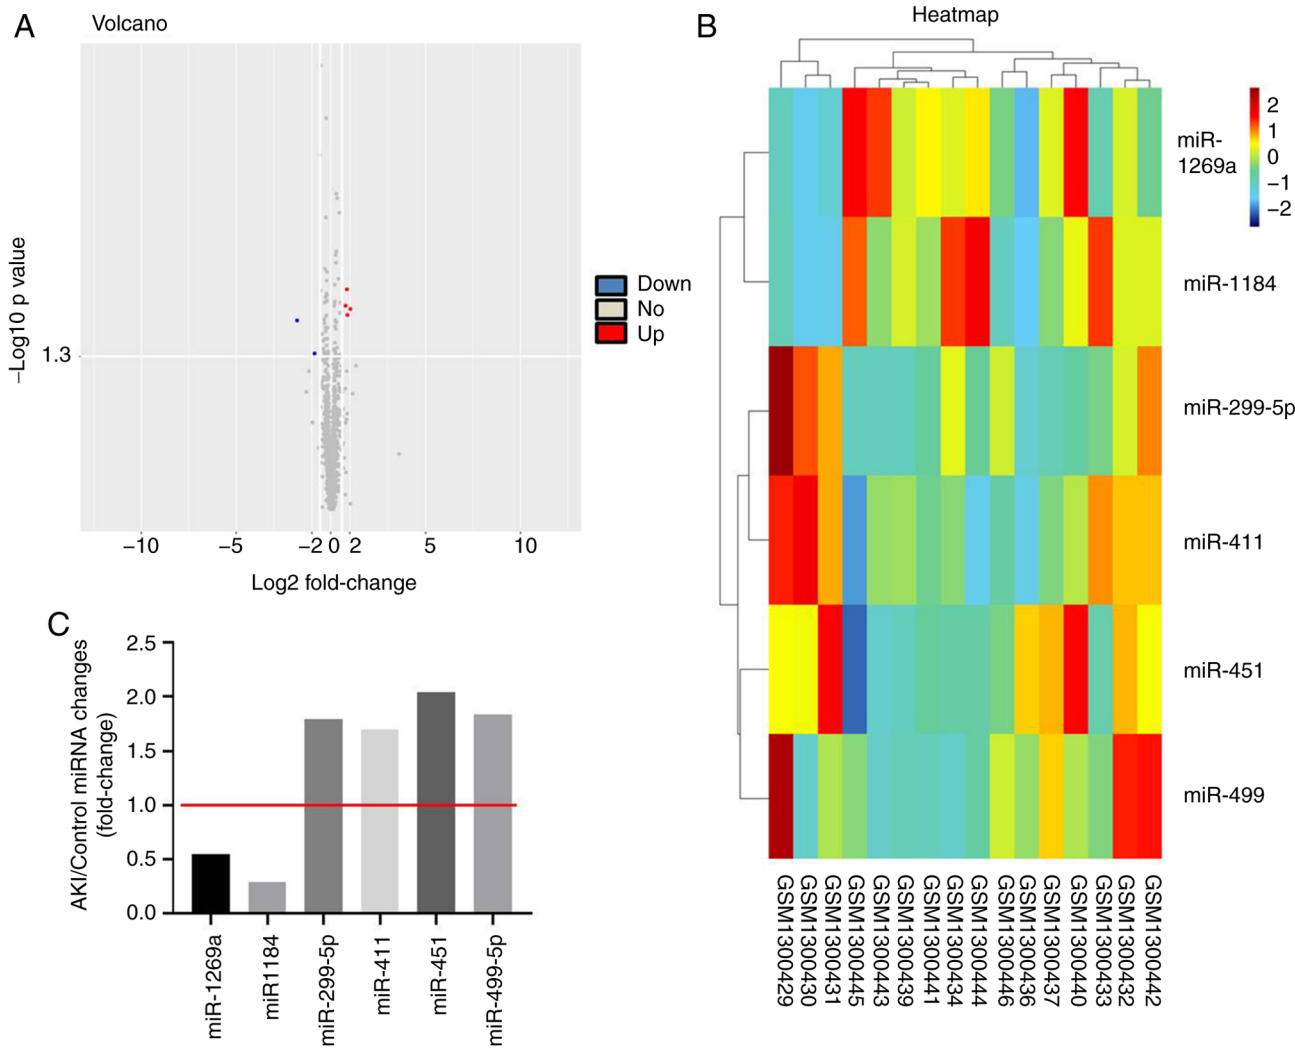 A
Volcano
−Log10 p value
1.3
−10
−5
−2
0
2
5
10
Log2 fold-change
Down
No
Up
B
Heatmap
2
1
0
−1
−2
miR-
1269a
miR-1184
miR-299-5p
miR-411
miR-451
miR-499
GSM1300429
GSM1300430
GSM1300431
GSM1300445
GSM1300443
GSM1300439
GSM1300441
GSM1300434
GSM1300444
GSM1300446
GSM1300436
GSM1300437
GSM1300440
GSM1300433
GSM1300432
GSM1300442
C
AKI/Control miRNA changes
(fold-change)
2.5
2.0
1.5
1.0
0.5
0.0
miR-1269a
miR1184
miR-299-5p
miR-411
miR-451
miR-499-5p